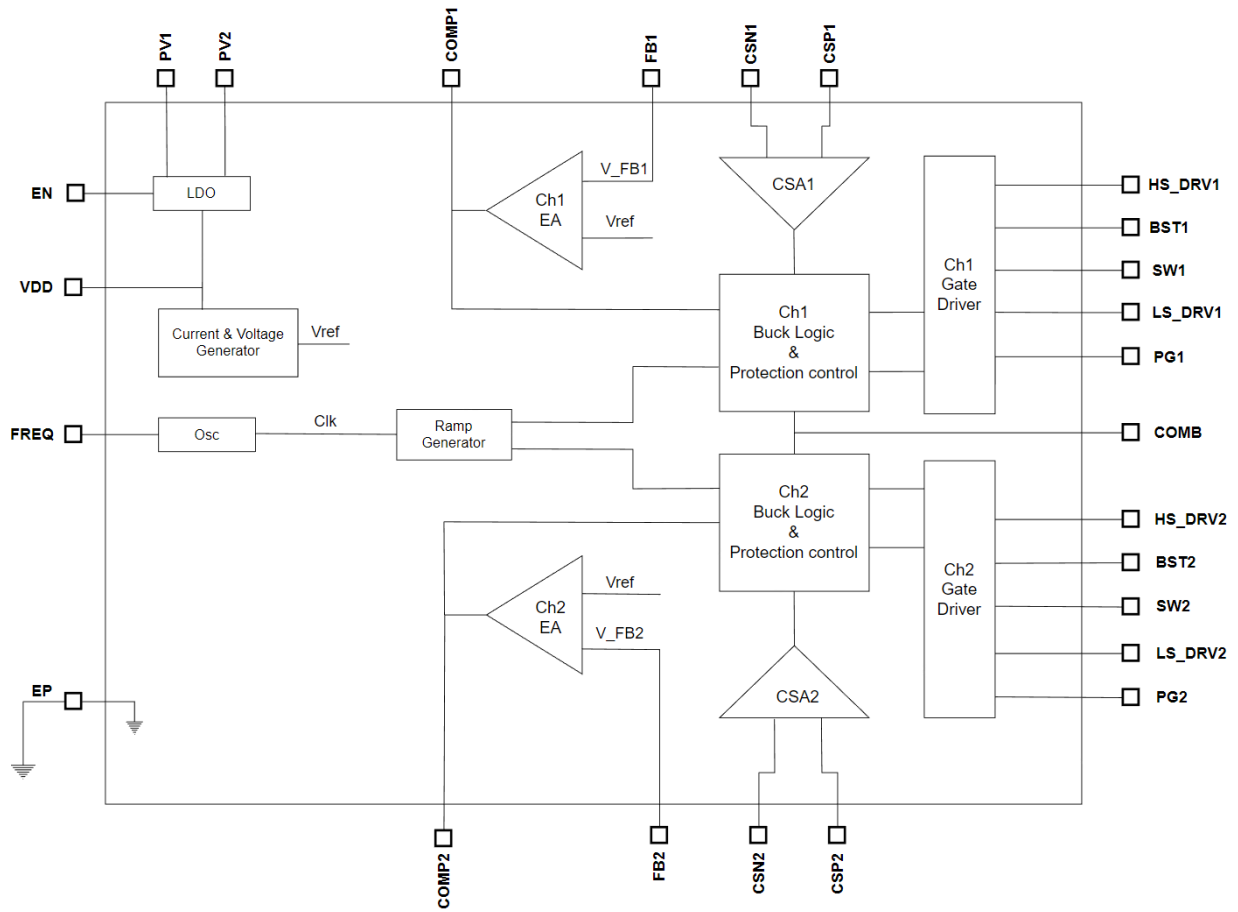 PV1
PV2
COMP1
FB1
CSN1
CSP1
EN
LDO
VDD
Current & Voltage
Generator
Vref
FREQ
Osc
Clk
Ramp
Generator
EP
Ch1
EA
V_FB1
Vref
CSA1
Ch1
Buck Logic
&
Protection control
Ch1
Gate
Driver
HS_DRV1
BST1
SW1
LS_DRV1
PG1
COMB
Ch2
Buck Logic
&
Protection control
Ch2
EA
Vref
V_FB2
CSA2
Ch2
Gate
Driver
HS_DRV2
BST2
SW2
LS_DRV2
PG2
COMP2
FB2
CSN2
CSP2